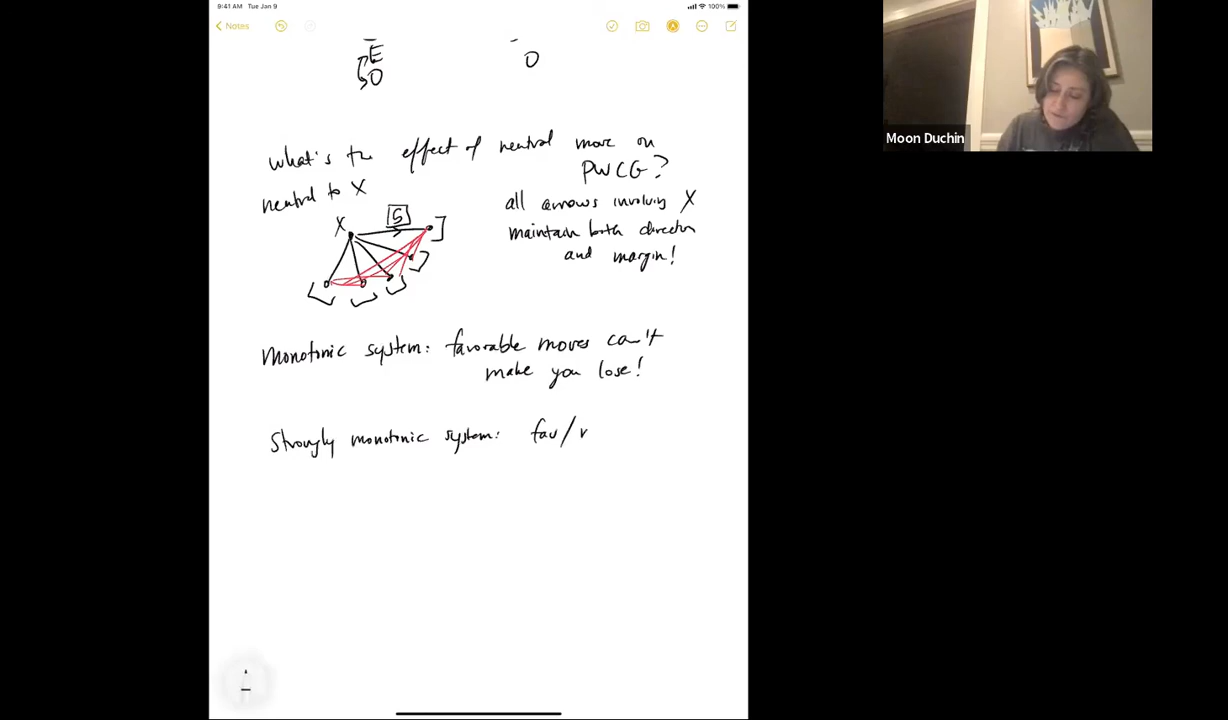 9:41 AM Tue Jan 9
100%
Notes
E
O
O
What's the effect of neutral move on
PWCG?
neutral to X
X
5
all arrows involving X
maintain both direction
and margin!
Monotonic system: favorable moves can't
make you lose!
Strongly monotonic system: fav/
Moon Duchin